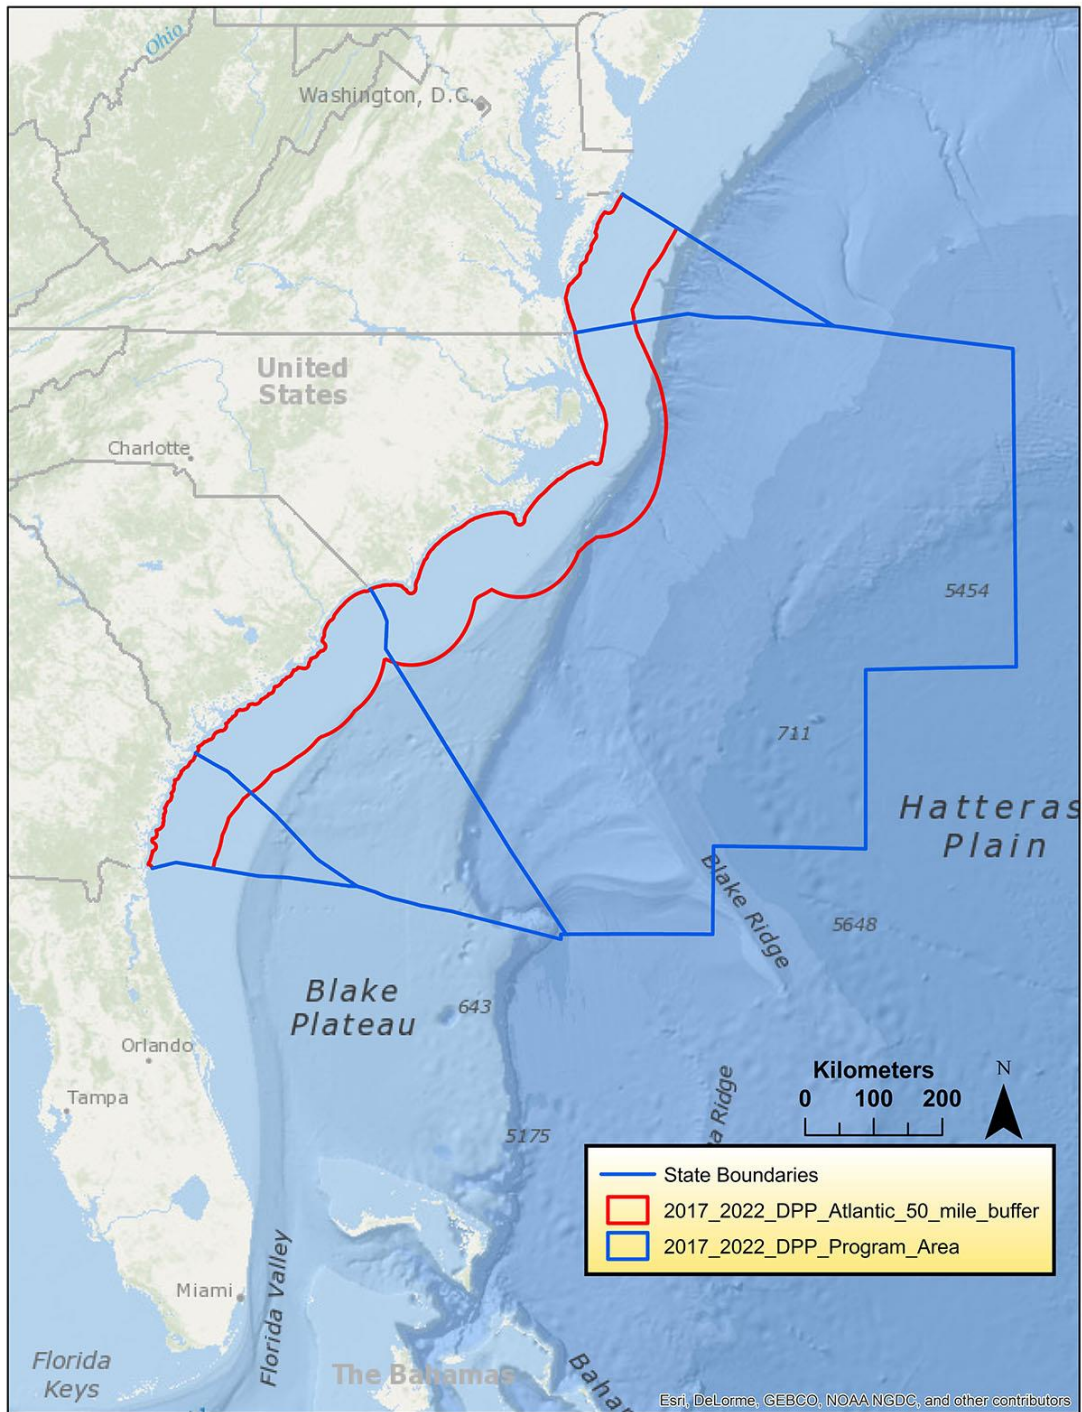 Ohio
Washington, D.C.
United
States
Charlotte
5454
711
Hatteras
Plain
Blake Ridge
5648
Blake
Plateau
643
Orlando
Tampa
5175
a Ridge
Kilometers
0 100 200
N
State Boundaries
2017_2022_DPP_Atlantic_50_mile_buffer
2017_2022_DPP_Program_Area
Miami
Florida Valley
Florida
Keys
The Bahamas
Baha
Esri, DeLorme, GEBCO, NOAA NGDC, and other contributors